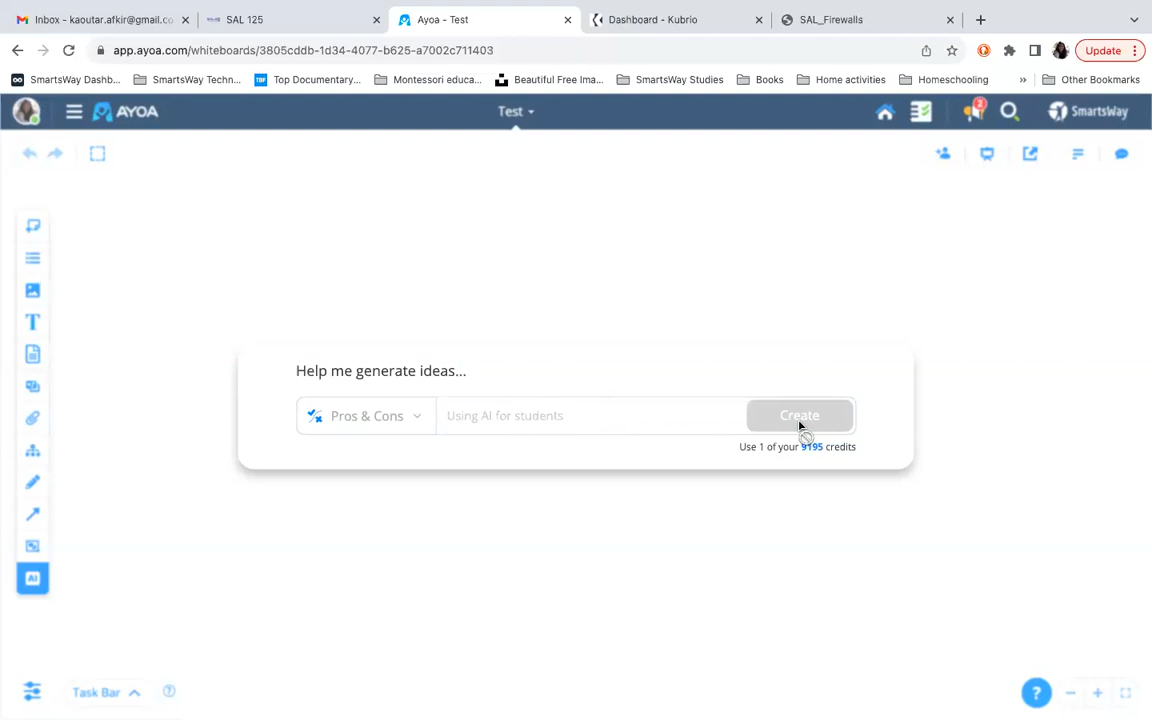 Inbox - kaoutar.afkir@gmail.co
SAL 125
Ayoa - Test
Dashboard - Kubrio
SAL_Firewalls
app.ayoa.com/whiteboards/3805cddb-1d34-4077-b625-a7002c711403
Update
SmartsWay Dashb...
SmartsWay Techn...
TBF
Top Documentary...
Montessori educa...
Beautiful Free Ima...
SmartsWay Studies
Books
Home activities
Homeschooling
»
Other Bookmarks
AYOA
Test
2
SmartsWay
T
Help me generate ideas...
Pros & Cons
Using AI for students
Create
Use 1 of your 9195 credits
AI
Task Bar
?
?